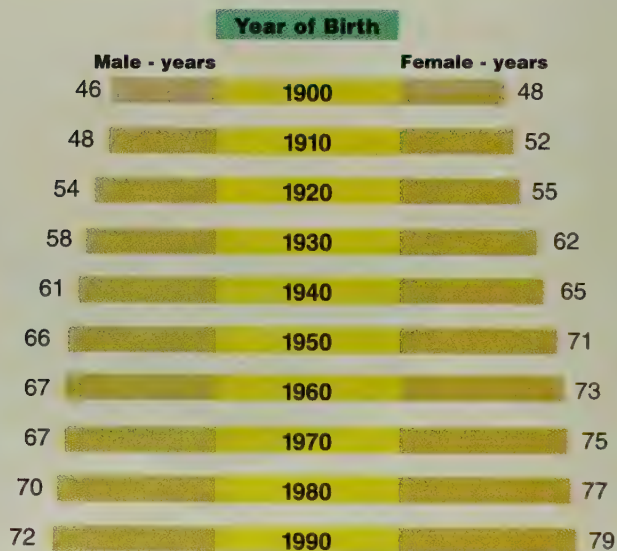 Year of Birth
Male - years Female - years
46 1900 48
48 1910 52
54 1920 55
58 1930 62
61 1940 65
66 1950 71
67 1960 73
67 1970 75
70 1980 77
72 1990 79